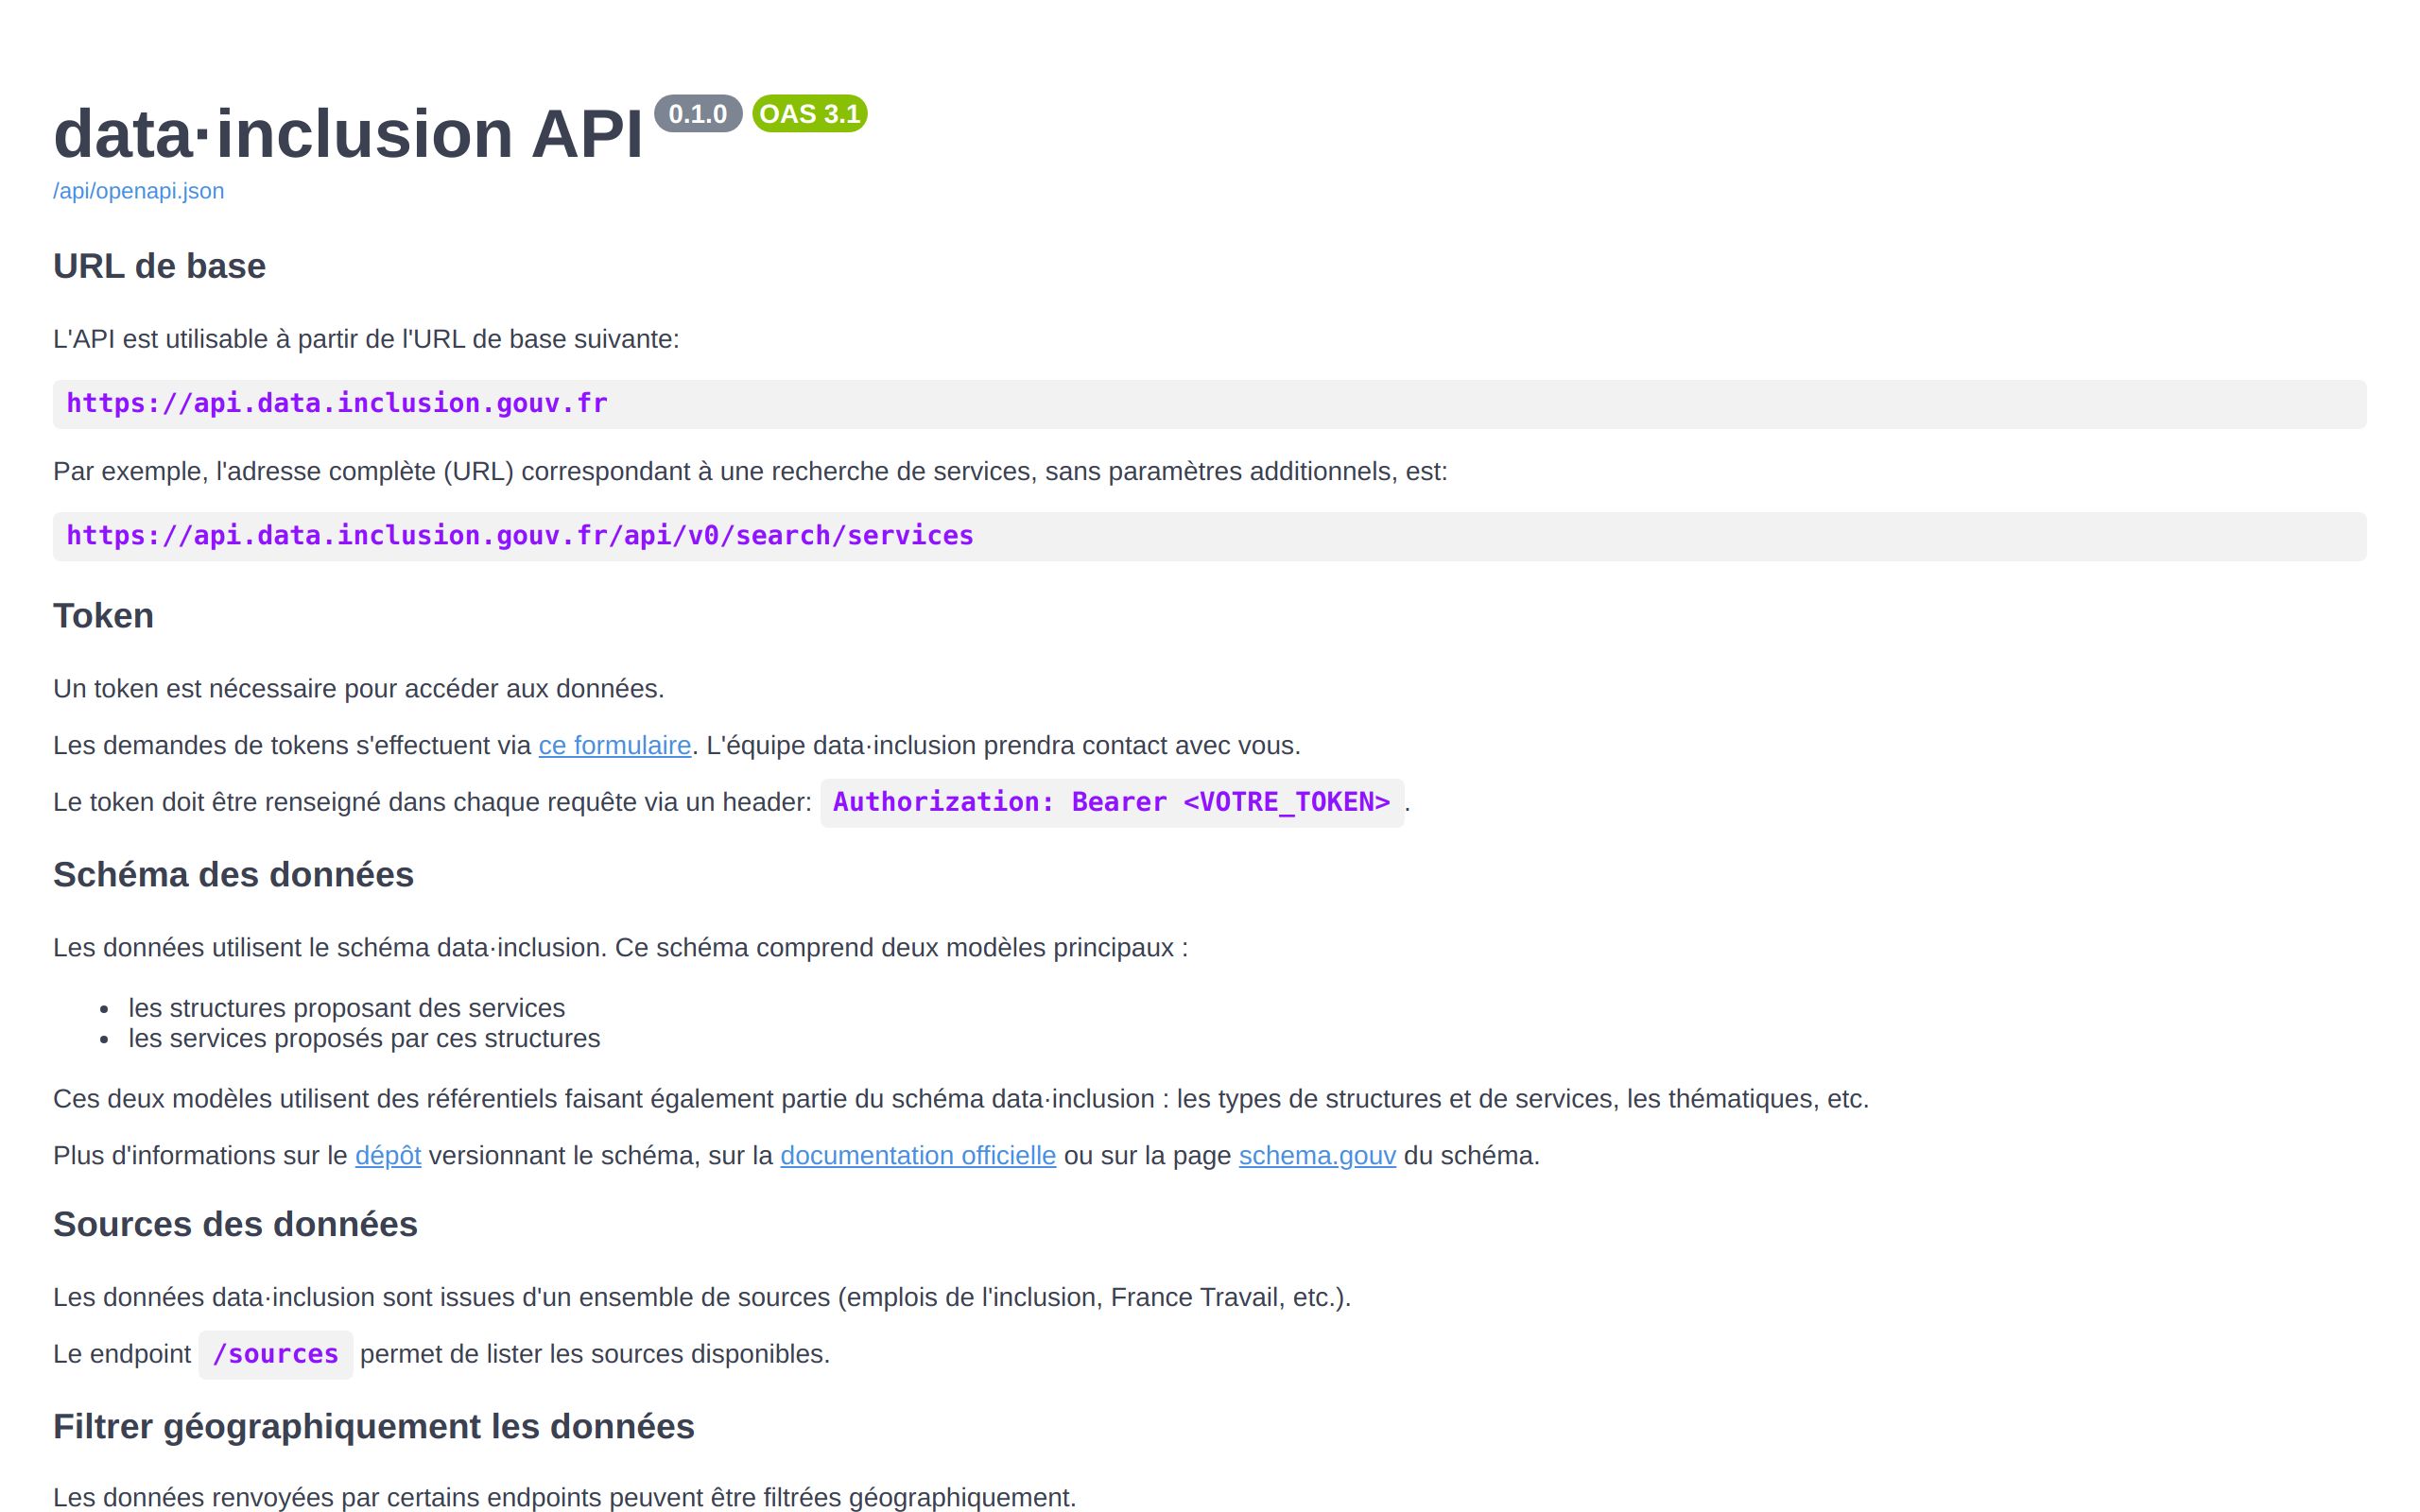 data·inclusion API 0.1.0 OAS 3.1
/api/openapi.json
URL de base
L'API est utilisable à partir de l'URL de base suivante:
https://api.data.inclusion.gouv.fr
Par exemple, l'adresse complète (URL) correspondant à une recherche de services, sans paramètres additionnels, est:
https://api.data.inclusion.gouv.fr/api/v0/search/services
Token
Un token est nécessaire pour accéder aux données.
Les demandes de tokens s'effectuent via ce formulaire. L'équipe data·inclusion prendra contact avec vous.
Le token doit être renseigné dans chaque requête via un header: Authorization: Bearer <VOTRE_TOKEN>.
Schéma des données
Les données utilisent le schéma data·inclusion. Ce schéma comprend deux modèles principaux :
• les structures proposant des services
• les services proposés par ces structures
Ces deux modèles utilisent des référentiels faisant également partie du schéma data·inclusion : les types de structures et de services, les thématiques, etc.
Plus d'informations sur le dépôt versionnant le schéma, sur la documentation officielle ou sur la page schema.gouv du schéma.
Sources des données
Les données data·inclusion sont issues d'un ensemble de sources (emplois de l'inclusion, France Travail, etc.).
Le endpoint /sources permet de lister les sources disponibles.
Filtrer géographiquement les données
Les données renvoyées par certains endpoints peuvent être filtrées géographiquement.